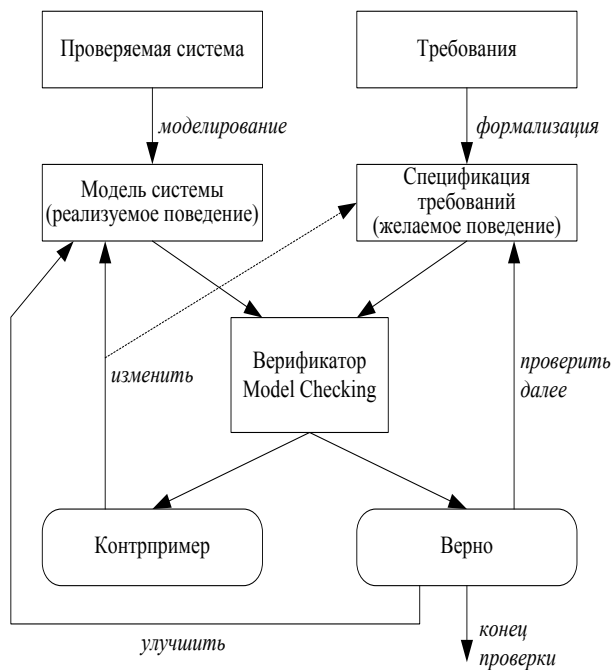 Проверяемая система
Требования
моделирование
формализация
Модель системы
(реализуемое поведение)
Спецификация
требований
(желаемое поведение)
Верификатор
Model Checking
изменить
проверить
далее
Контрпример
Верно
улучшить
конец
проверки